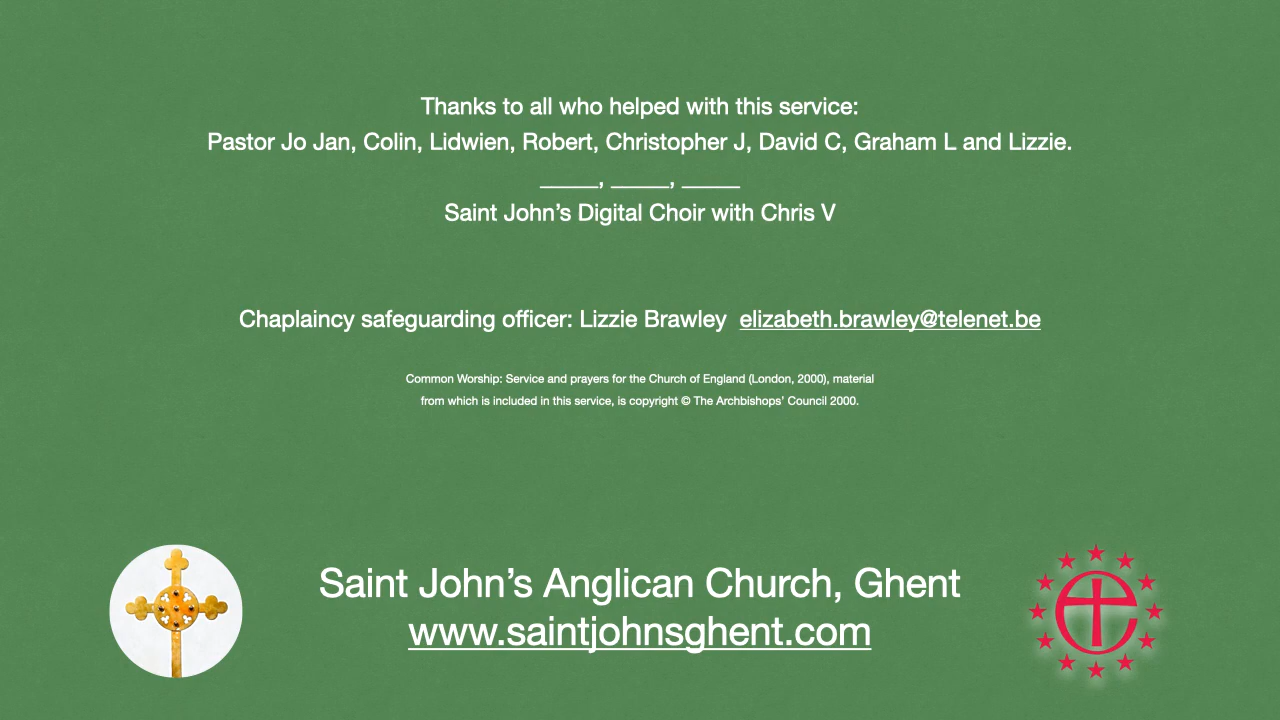 Thanks to all who helped with this service:
Pastor Jo Jan, Colin, Lidwien, Robert, Christopher J, David C, Graham L and Lizzie.
_____, _____, _____
Saint John’s Digital Choir with Chris V
Chaplaincy safeguarding officer: Lizzie Brawley  elizabeth.brawley@telenet.be
Common Worship: Service and prayers for the Church of England (London, 2000), material
from which is included in this service, is copyright © The Archbishops’ Council 2000.
Saint John’s Anglican Church, Ghent
www.saintjohnsghent.com